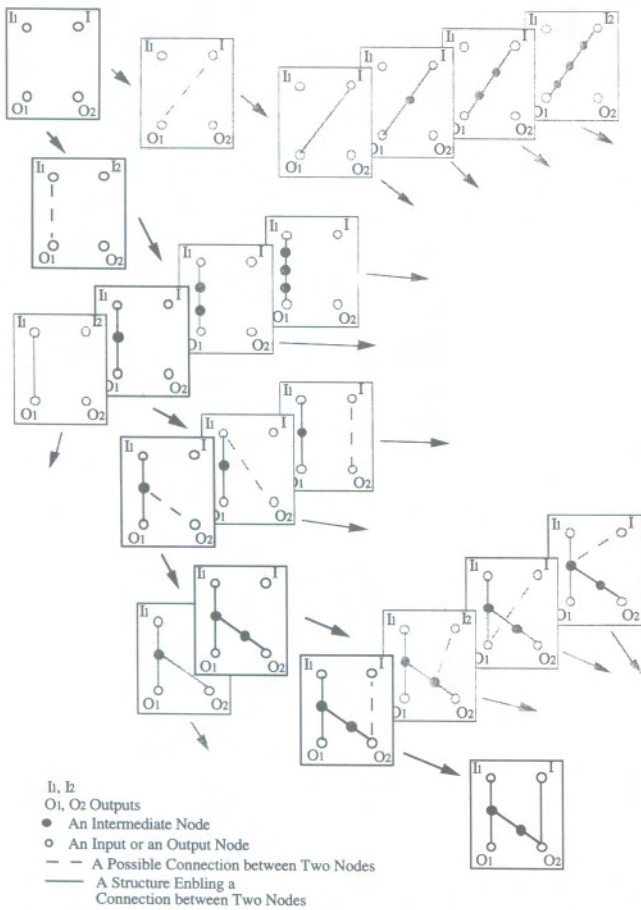 I1 I
O1 O2
I1 I
O1 O2
I1 I
O1 O2
I1 I
O1 O2
I1 I
O1 O2
I1 I2
O1 O2
I1 I2
O1 O2
I1 I
O1 O2
I1 I
O1 O2
I1 I
O1 O2
I1 I2
O1 O2
I1 I
O1 O2
I1 I
O1 O2
I1 I
O1 O2
I1 I
O1 O2
I1
O1 O2
I1 I
O1 O2
I1 I
O1 O2
I1 I2
O1 O2
I1 I
O1 O2
I1 I
O1 O2
I1, I2
O1, O2 Outputs
An Intermediate Node
An Input or an Output Node
A Possible Connection between Two Nodes
A Structure Enbling a
Connection between Two Nodes